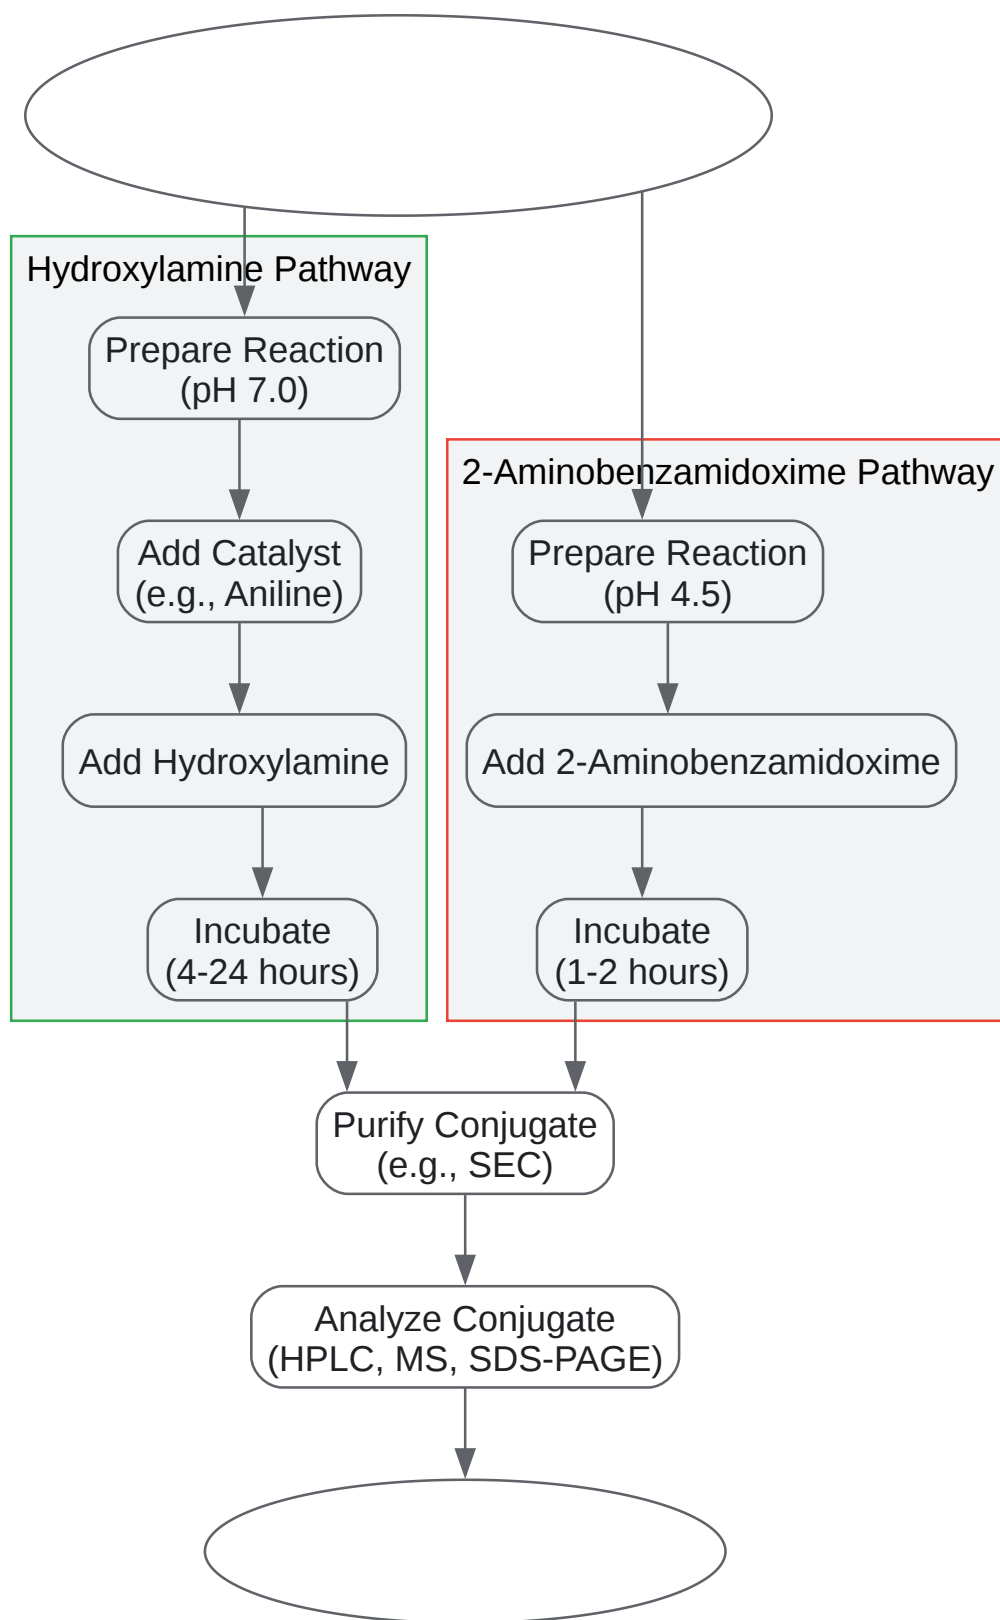 Hydroxylamine Pathway
Prepare Reaction
(pH 7.0)
Add Catalyst
(e.g., Aniline)
Add Hydroxylamine
Incubate
(4-24 hours)
2-Aminobenzamidoxime Pathway
Prepare Reaction
(pH 4.5)
Add 2-Aminobenzamidoxime
Incubate
(1-2 hours)
Purify Conjugate
(e.g., SEC)
Analyze Conjugate
(HPLC, MS, SDS-PAGE)